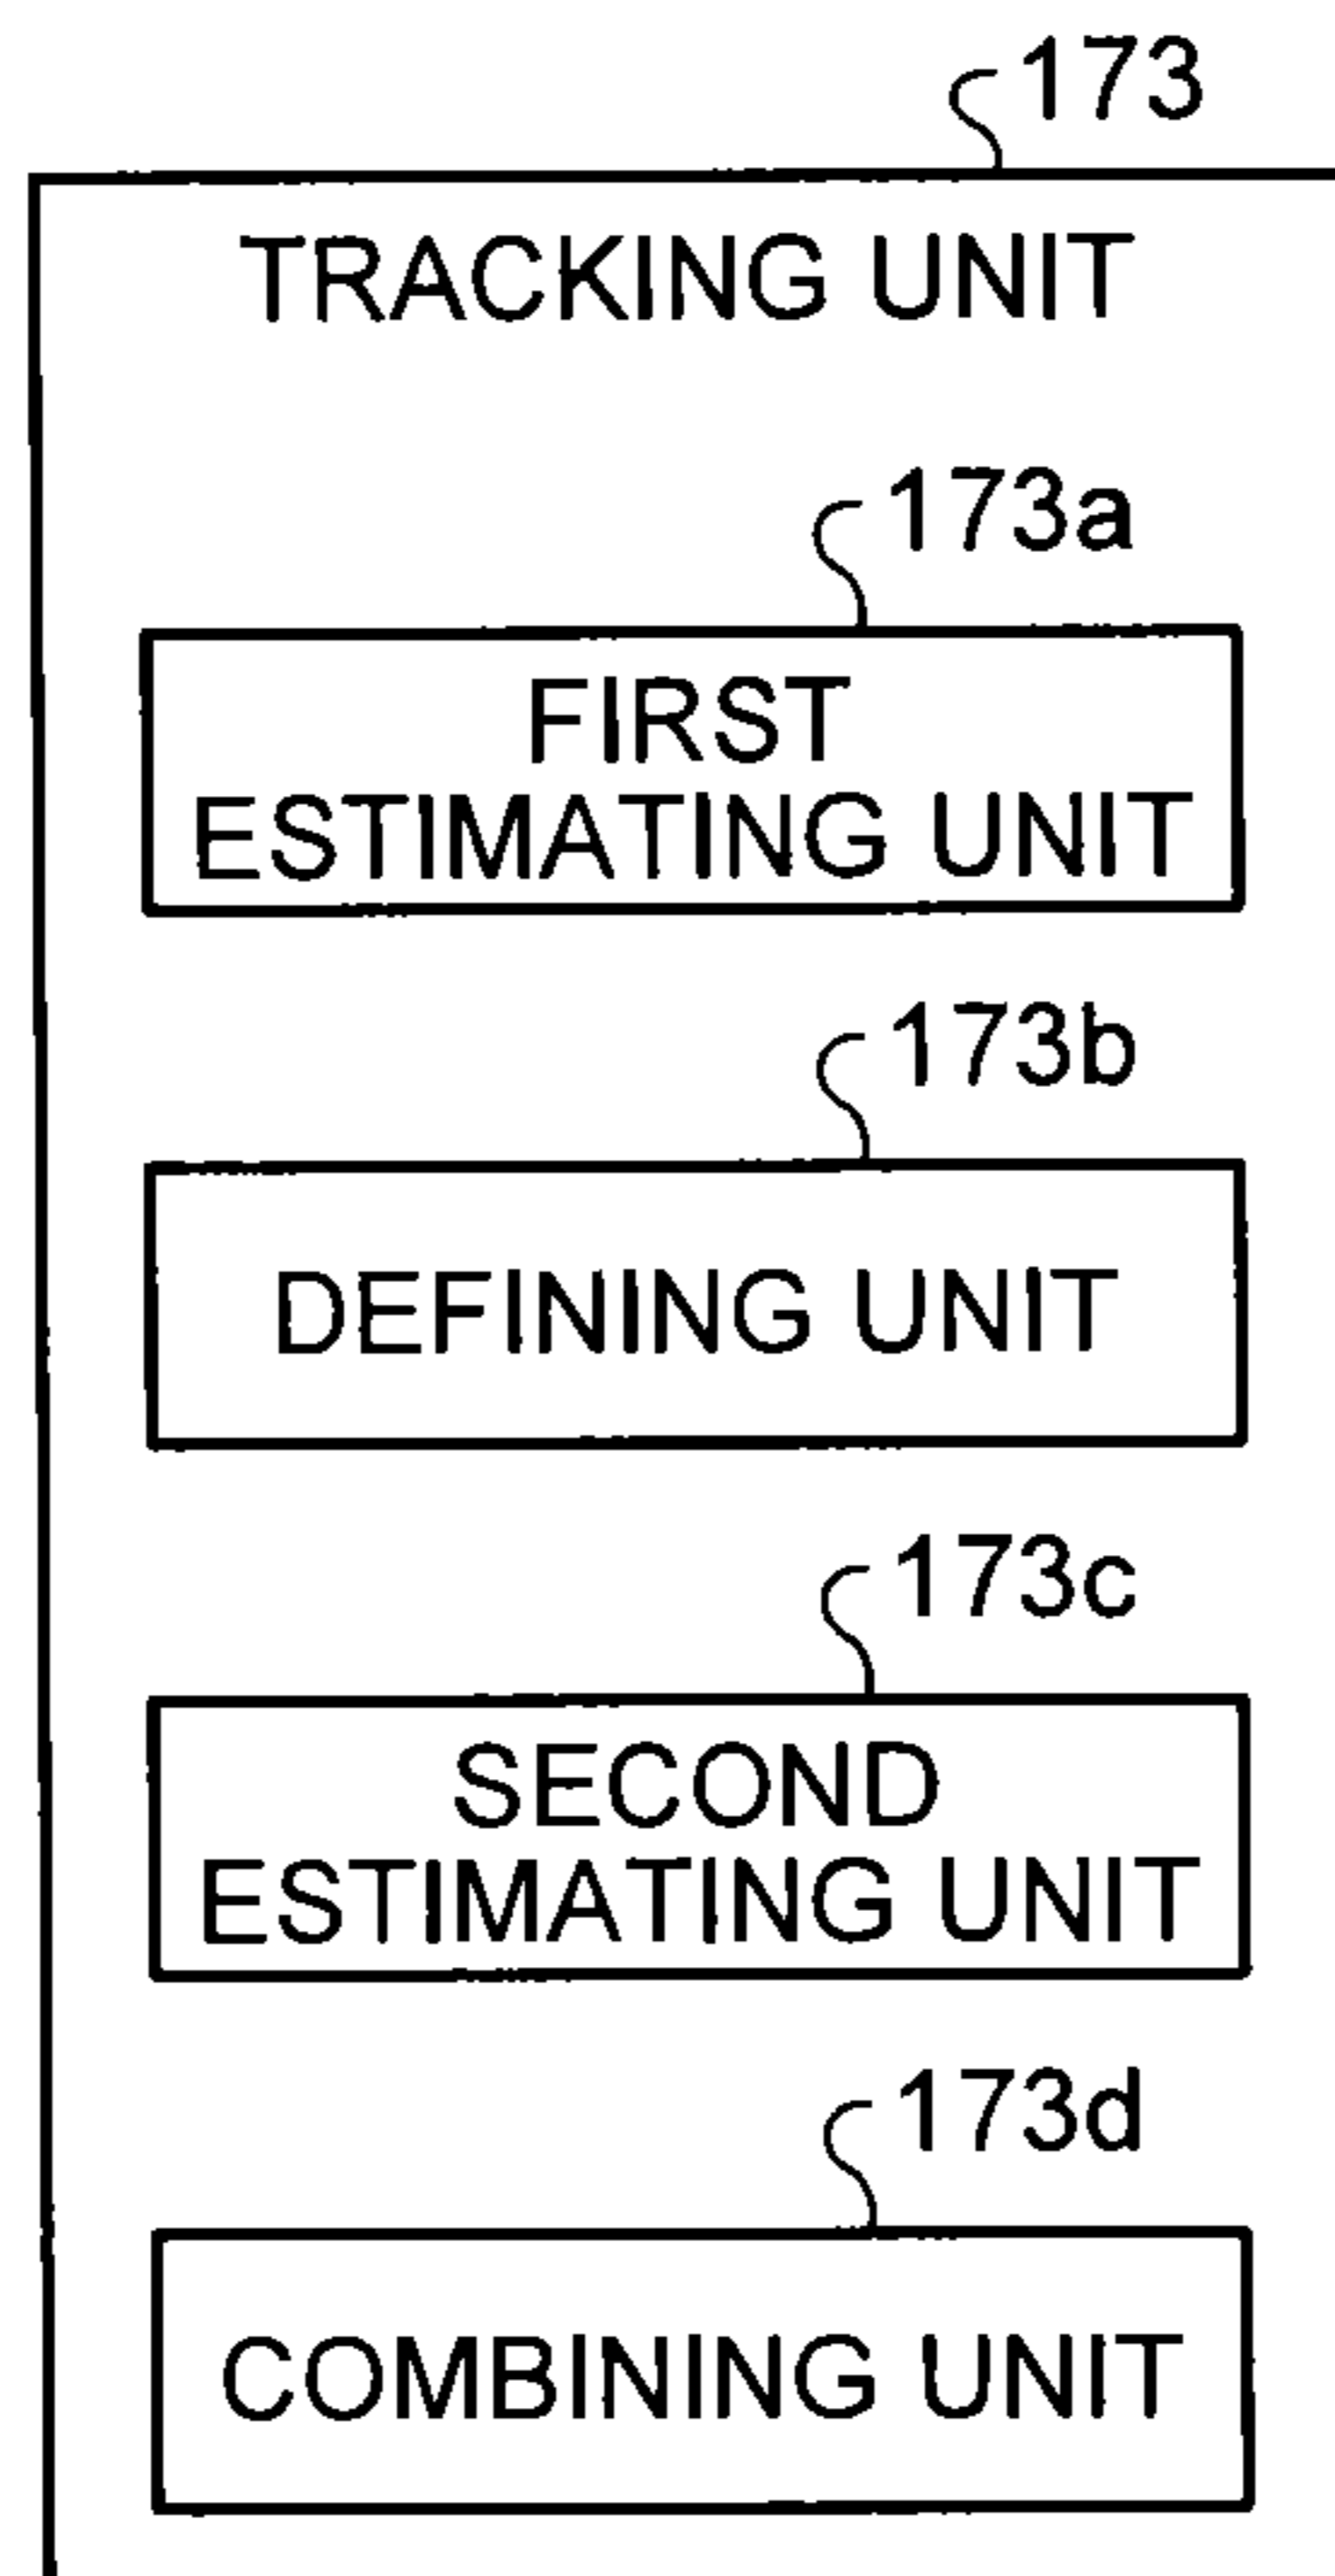 173
TRACKING UNIT
173a
FIRST
ESTIMATING UNIT
173b
DEFINING UNIT
173c
SECOND
ESTIMATING UNIT
173d
COMBINING UNIT